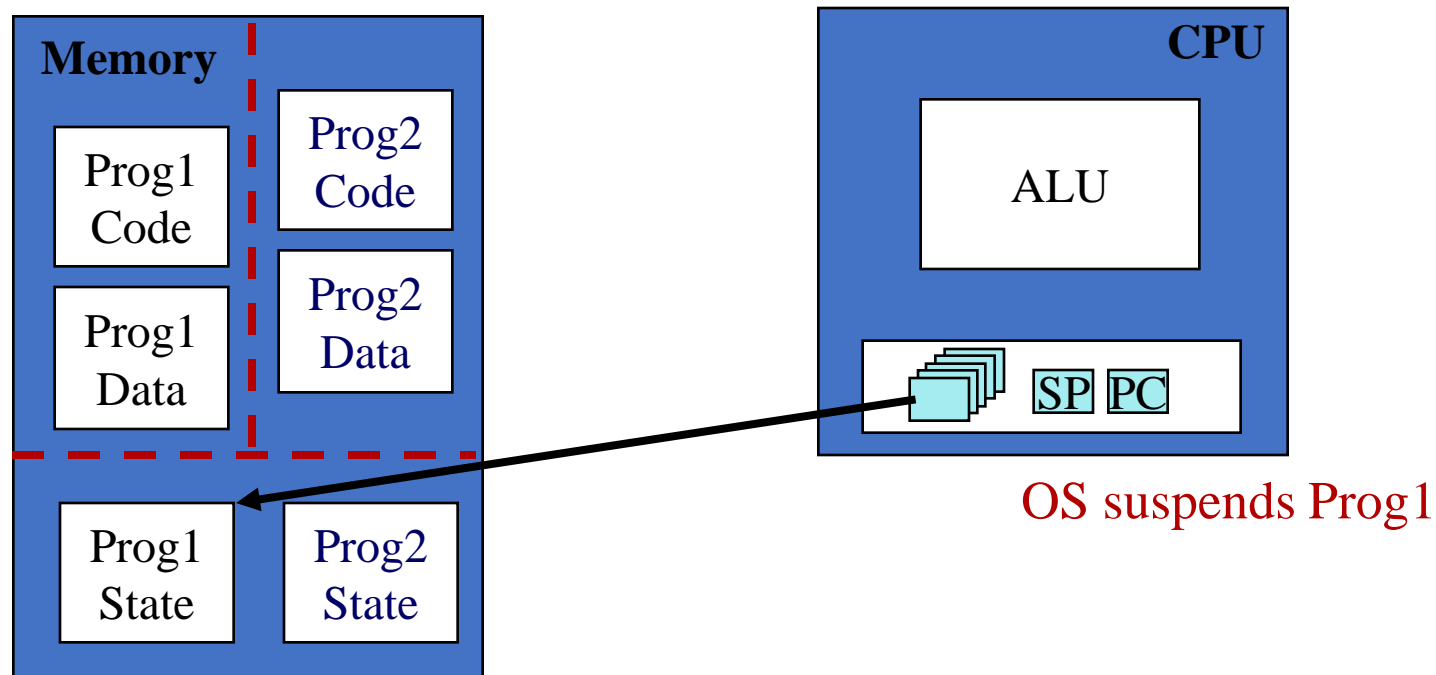 Memory
Prog1
Code
Prog1
Data
Prog2
Code
Prog2
Data
Prog1
State
Prog2
State
CPU
ALU
SP
PC
OS suspends Prog1